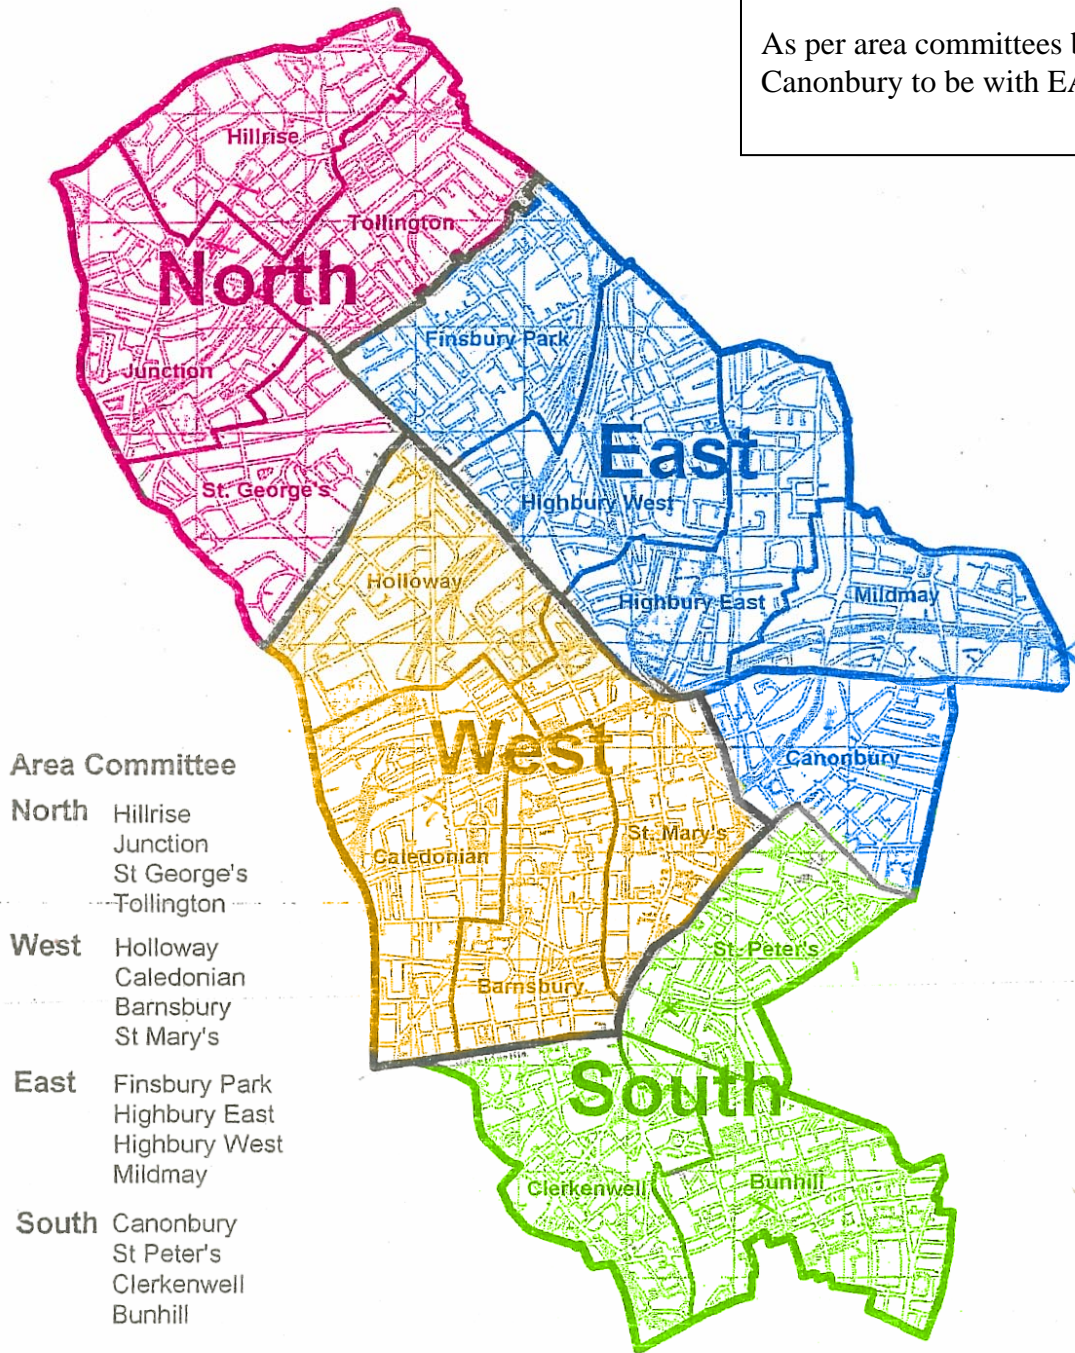 As per area committees
Canonbury to be with
Hillrise
Tollington
North
Finsbury Park
Junction
East
St. George's
Highbury West
Holloway
Highbury East
Mildmay
West
Canonbury
St. Mary's
Caledonian
St. Peter's
Barnsbury
South
Clerkenwell
Bunhill
Area Committee
North Hillrise
Junction
St George's
Tollington
West Holloway
Caledonian
Barnsbury
St Mary's
East Finsbury Park
Highbury East
Highbury West
Mildmay
South Canonbury
St Peter's
Clerkenwell
Bunhill